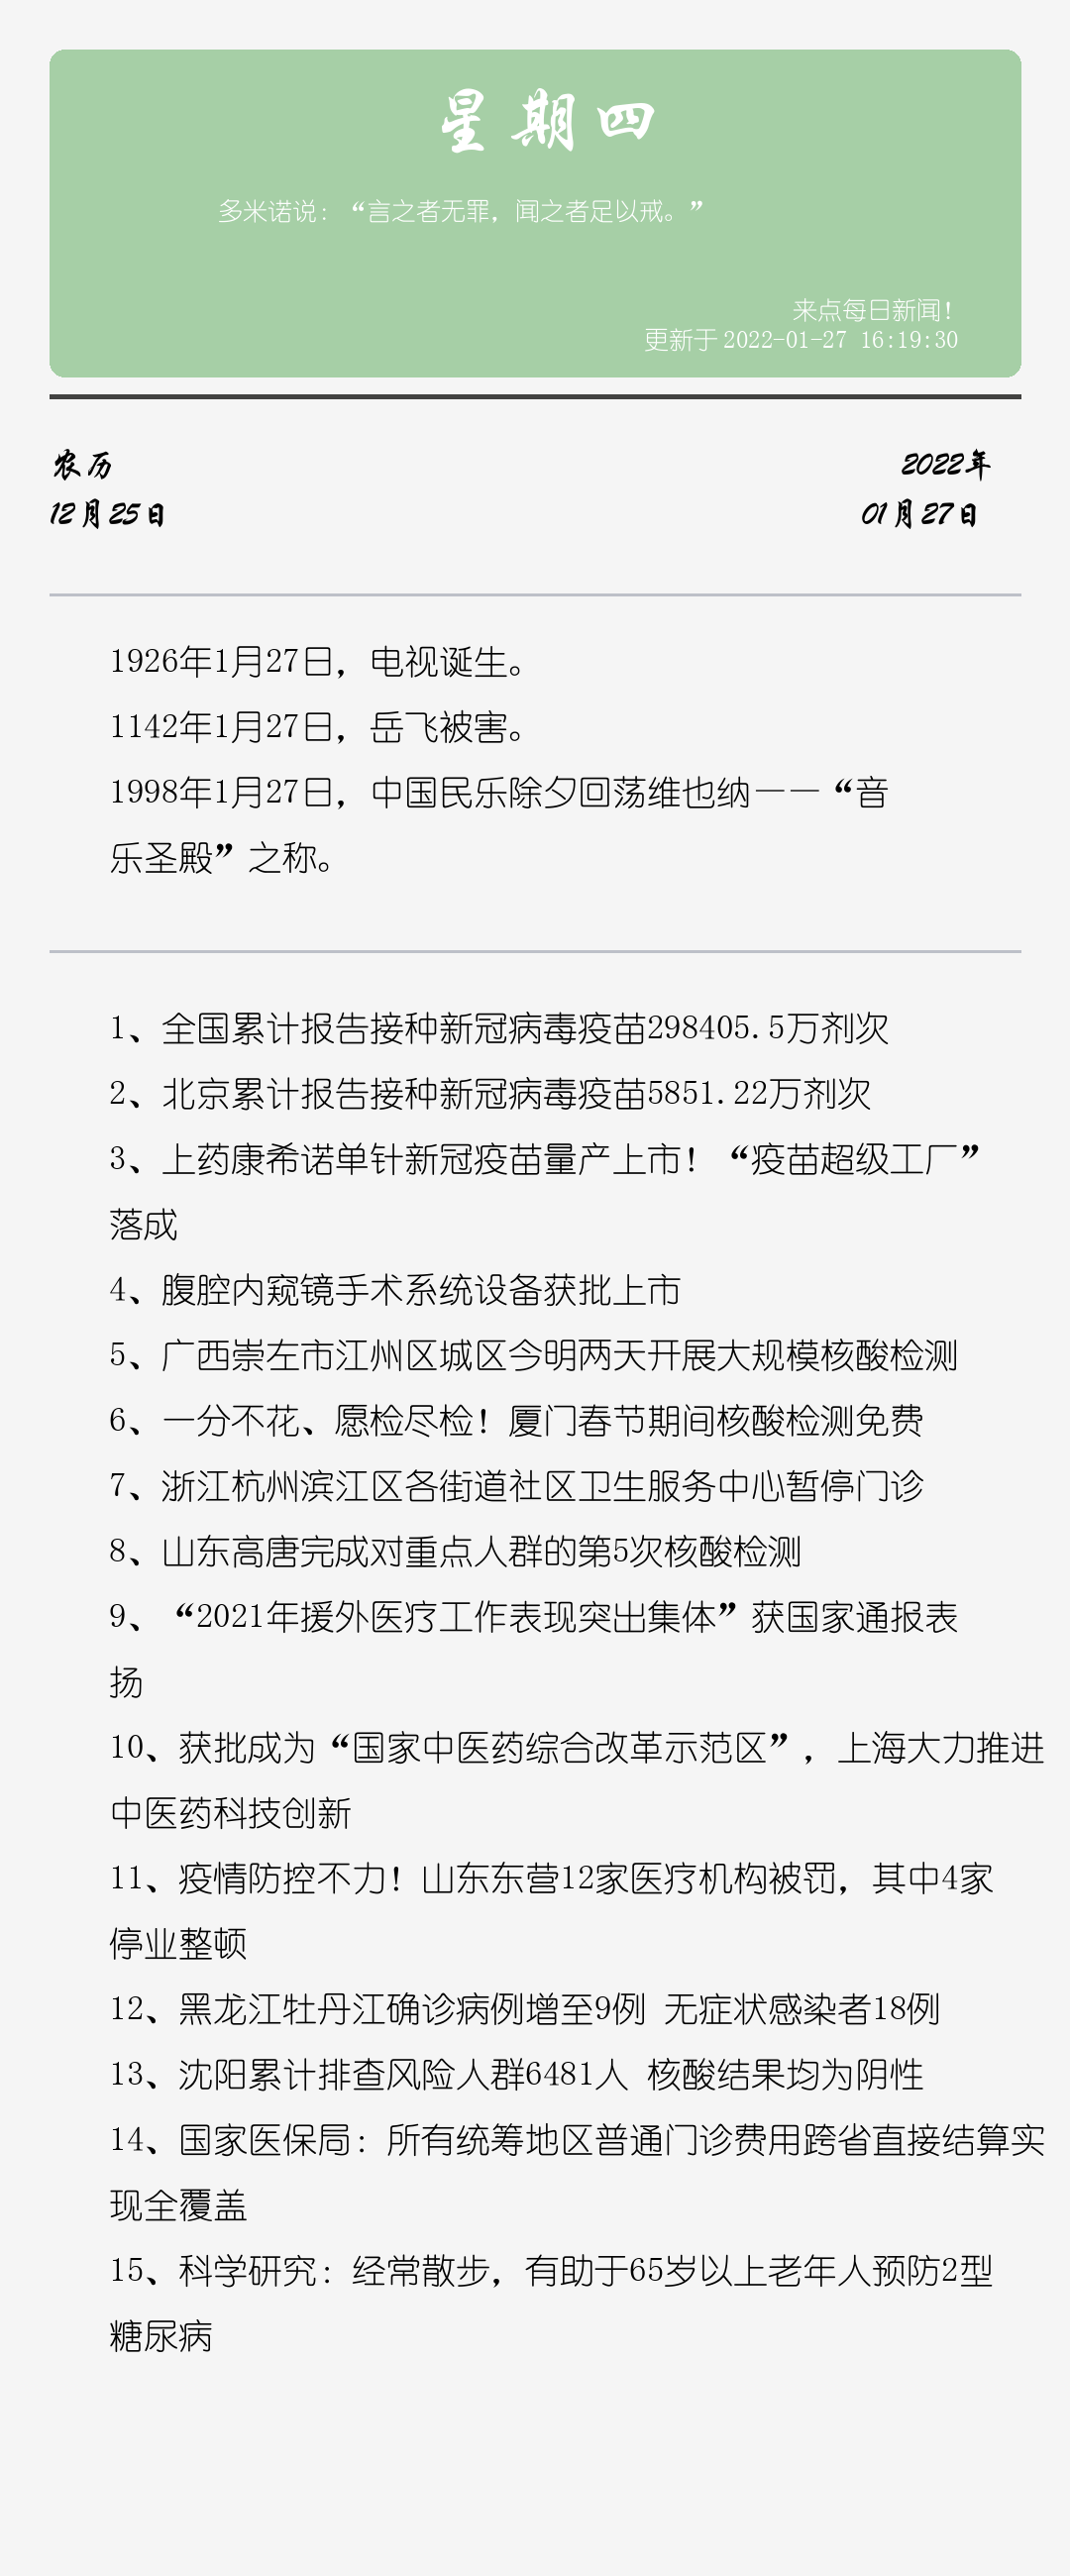 星期四
多米诺说：“言之者无罪，闻之者足以戒。”
来点每日新闻！
更新于 2022-01-27 16:19:30
农历
12月25日
2022年
01月27日
1926年1月27日，电视诞生。
1142年1月27日，岳飞被害。
1998年1月27日，中国民乐除夕回荡维也纳——“音
乐圣殿”之称。
1、全国累计报告接种新冠病毒疫苗298405.5万剂次
2、北京累计报告接种新冠病毒疫苗5851.22万剂次
3、上药康希诺单针新冠疫苗量产上市！“疫苗超级工厂”
落成
4、腹腔内窥镜手术系统设备获批上市
5、广西崇左市江州区城区今明两天开展大规模核酸检测
6、一分不花、愿检尽检！厦门春节期间核酸检测免费
7、浙江杭州滨江区各街道社区卫生服务中心暂停门诊
8、山东高唐完成对重点人群的第5次核酸检测
9、“2021年援外医疗工作表现突出集体”获国家通报表
扬
10、获批成为“国家中医药综合改革示范区”，上海大力推进
中医药科技创新
11、疫情防控不力！山东东营12家医疗机构被罚，其中4家
停业整顿
12、黑龙江牡丹江确诊病例增至9例 无症状感染者18例
13、沈阳累计排查风险人群6481人 核酸结果均为阴性
14、国家医保局：所有统筹地区普通门诊费用跨省直接结算实
现全覆盖
15、科学研究：经常散步，有助于65岁以上老年人预防2型
糖尿病